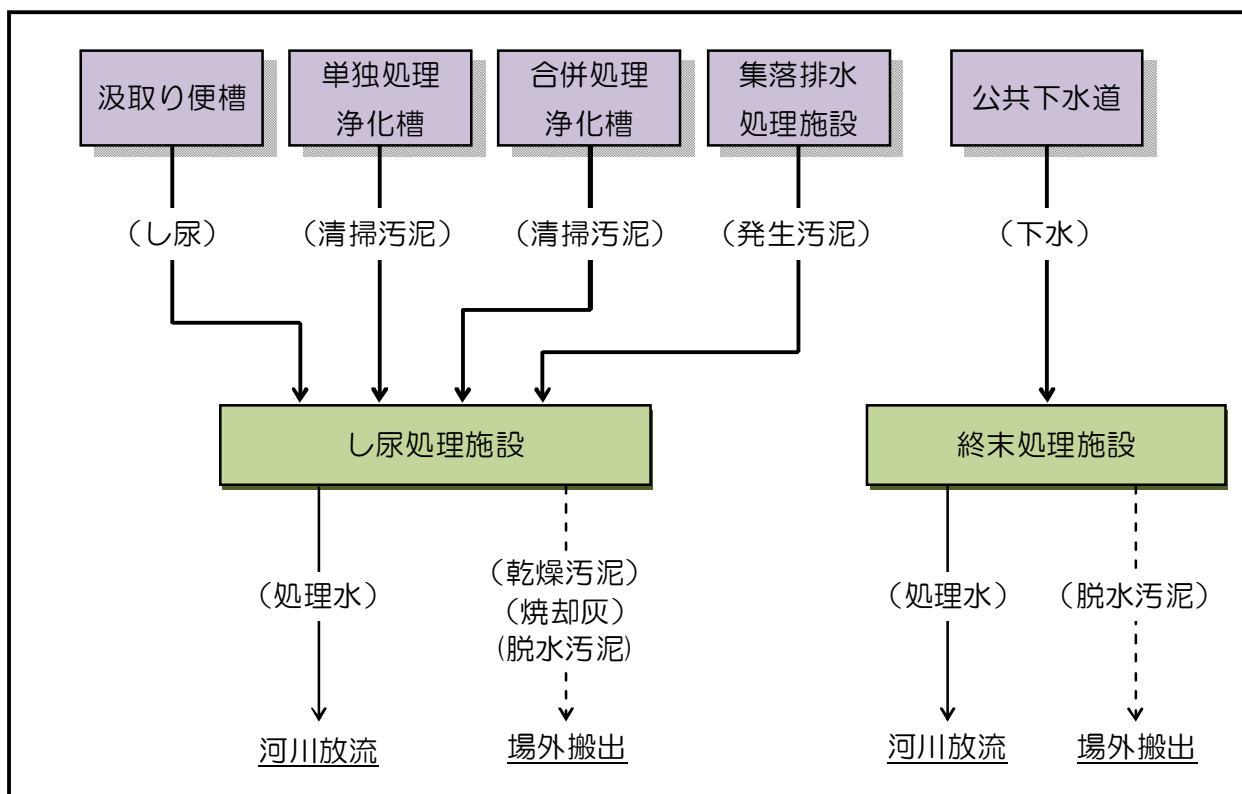 汲取り便槽
単独処理
浄化槽
合併処理
浄化槽
集落排水
処理施設
公共下水道
（し尿）
（清掃汚泥）
（清掃汚泥）
（発生汚泥）
（下水）
し尿処理施設
終末処理施設
（処理水）
（乾燥汚泥）
（焼却灰）
(脱水汚泥)
（処理水）
（脱水汚泥）
河川放流
場外搬出
河川放流
場外搬出